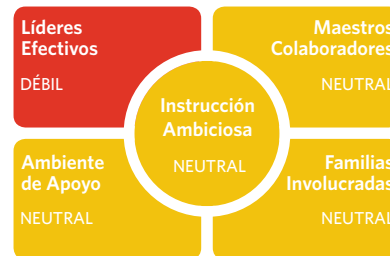 Líderes
Efectivos
DÉBIL
Maestros
Colaboradores
NEUTRAL
Instrucción
Ambiciosa
NEUTRAL
Ambiente
de Apoyo
NEUTRAL
Familias
Involucradas
NEUTRAL